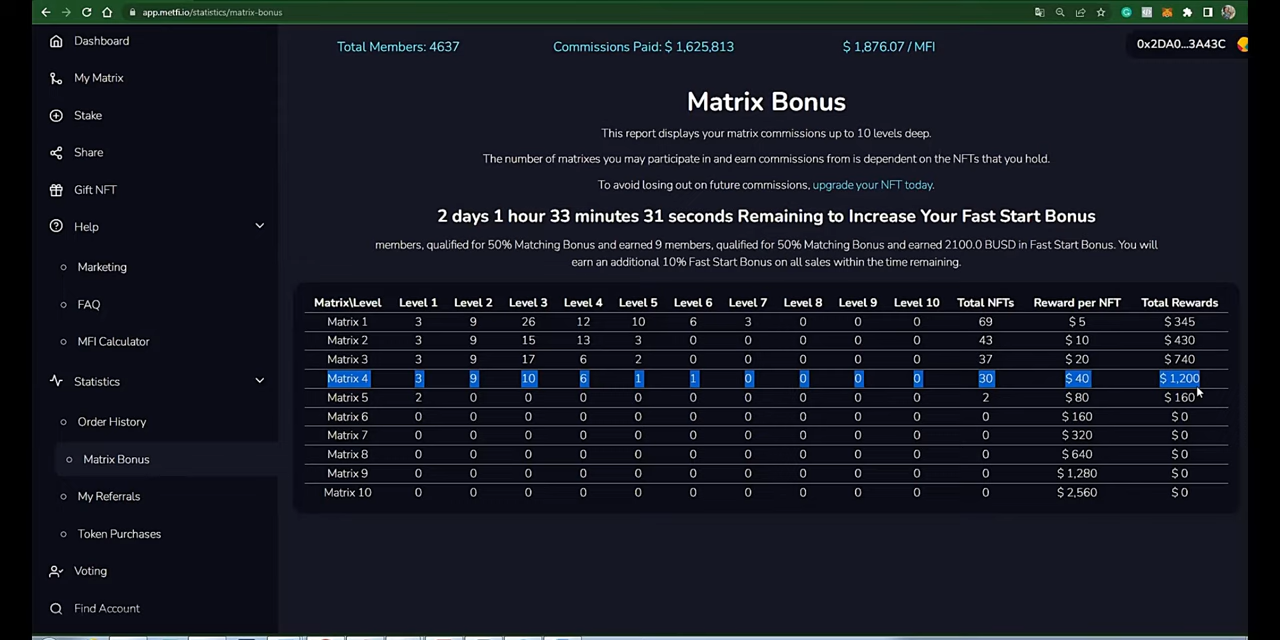 app.metfi.io/statistics/matrix-bonus
Total Members: 4637 Commissions Paid: $ 1,625,813 $ 1,876.07 / MFI
0x2DA0...3A43C
Dashboard
My Matrix
Stake
Share
Gift NFT
Help
Marketing
FAQ
MFI Calculator
Statistics
Order History
Matrix Bonus
My Referrals
Token Purchases
Voting
Find Account
Matrix Bonus
This report displays your matrix commissions up to 10 levels deep.
The number of matrixes you may participate in and earn commissions from is dependent on the NFTs that you hold.
To avoid losing out on future commissions, upgrade your NFT today.
2 days 1 hour 33 minutes 31 seconds Remaining to Increase Your Fast Start Bonus
members, qualified for 50% Matching Bonus and earned 9 members, qualified for 50% Matching Bonus and earned 2100.0 BUSD in Fast Start Bonus. You will
earn an additional 10% Fast Start Bonus on all sales within the time remaining.
Matrix\Level Level 1 Level 2 Level 3 Level 4 Level 5 Level 6 Level 7 Level 8 Level 9 Level 10 Total NFTs Reward per NFT Total Rewards
Matrix 1 3 9 26 12 10 6 3 0 0 0 69 $ 5 $ 345
Matrix 2 3 9 15 13 3 0 0 0 0 0 43 $ 10 $ 430
Matrix 3 3 9 17 6 2 0 0 0 0 0 37 $ 20 $ 740
Matrix 4 3 9 10 6 1 1 0 0 0 0 30 $ 40 $ 1,200
Matrix 5 2 0 0 0 0 0 0 0 0 0 2 $ 80 $ 160
Matrix 6 0 0 0 0 0 0 0 0 0 0 0 $ 160 $ 0
Matrix 7 0 0 0 0 0 0 0 0 0 0 0 $ 320 $ 0
Matrix 8 0 0 0 0 0 0 0 0 0 0 0 $ 640 $ 0
Matrix 9 0 0 0 0 0 0 0 0 0 0 0 $ 1,280 $ 0
Matrix 10 0 0 0 0 0 0 0 0 0 0 0 $ 2,560 $ 0